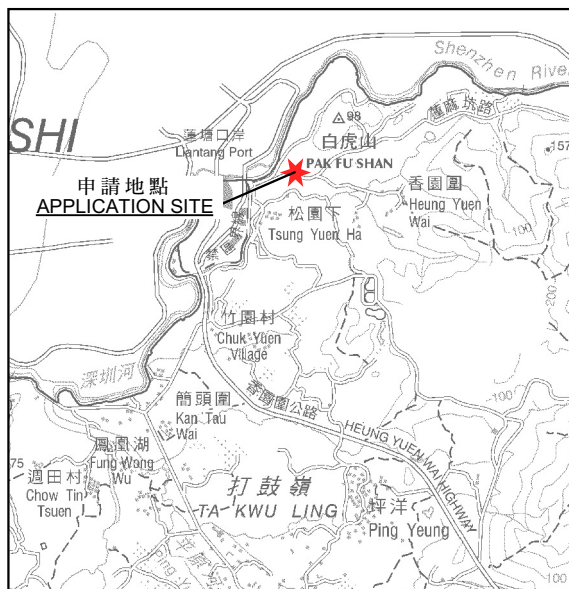 Shenzhen River
蓮麻坑路
SHI
98
蓮塘口岸
Liantang Port
白虎山
PAK FU SHAN
157
申請地點
APPLICATION SITE
香園圍
Heung Yuen
Wai
松園下
Tsung Yuen Ha
禁區界線
100
200
竹園村
Chuk Yuen
Village
深圳河
簡頭圍
Kan Tau
Wai
香園圍公路
HEUNG YUEN WAI HIGHWAY
100
鳳凰湖
Fung Wong
Wu
75
週田村
Chow Tin
Tsuen
打鼓嶺
TA KWU LING
坪洋
Ping Yeung
100